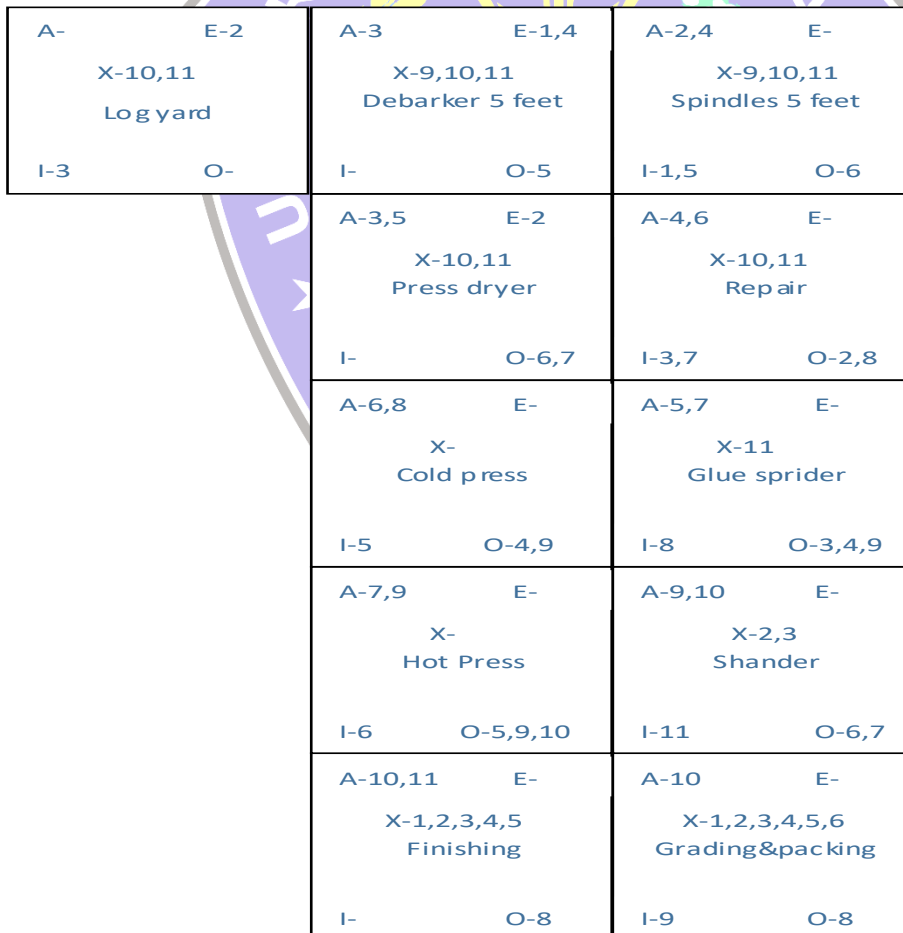 A- E-2
X-10,11
Log yard
I-3 O-
A-3 E-1,4
X-9,10,11
Debarker 5 feet
I- O-5
A-2,4 E-
X-9,10,11
Spindles 5 feet
I-1,5 O-6
A-3,5 E-2
X-10,11
Press dryer
I- O-6,7
A-4,6 E-
X-10,11
Repair
I-3,7 O-2,8
A-6,8 E-
X-
Cold press
I-5 O-4,9
A-5,7 E-
X-11
Glue sprider
I-8 O-3,4,9
A-7,9 E-
X-
Hot Press
I-6 O-5,9,10
A-9,10 E-
X-2,3
Shander
I-11 O-6,7
A-10,11 E-
X-1,2,3,4,5
Finishing
I- O-8
A-10 E-
X-1,2,3,4,5,6
Grading&packing
I-9 O-8